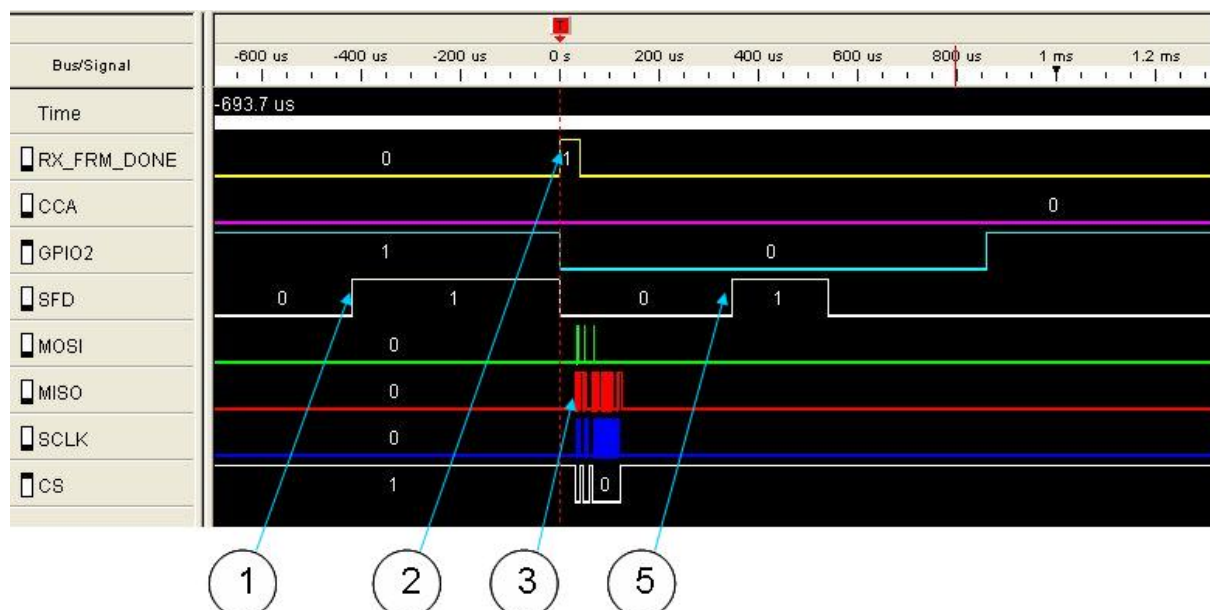 T
Bus/Signal -600 us -400 us -200 us 0 s 200 us 400 us 600 us 800 us 1 ms 1.2 ms
Time -693.7 us
RX_FRM_DONE 0 1
CCA 0
GPIO2 1 0
SFD 0 1 0 1
MOSI 0
MISO 0
SCLK 0
CS 1 0
1 2 3 5